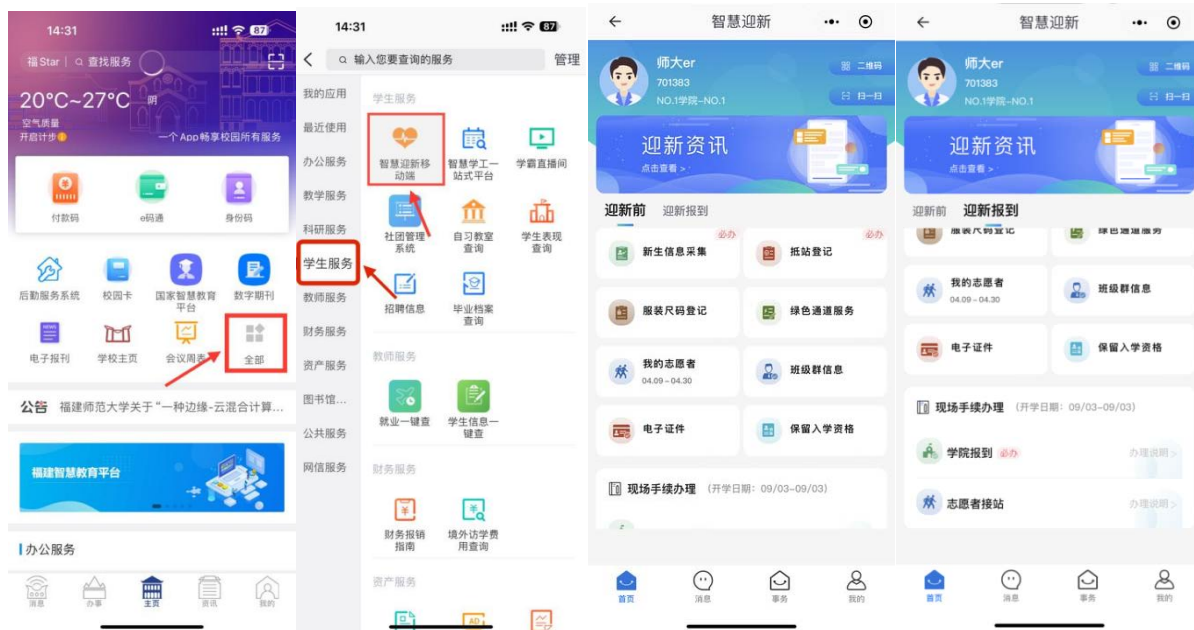 14:31
87
福Star
查找服务
20°C~27°C 阴
空气质量
开启计步
一个App畅享校园所有服务
付款码
e码通
身份码
后勤服务系统
校园卡
国家智慧教育
平台
数字期刊
NEWS
电子报刊
学校主页
会议周表
全部
公告 福建师范大学关于“一种边缘-云混合计算...
福建智慧教育平台
办公服务
消息
办事
主页
资讯
我的
14:31
87
输入您要查询的服务
管理
我的应用
最近使用
办公服务
教学服务
科研服务
学生服务
教师服务
财务服务
资产服务
图书馆...
公共服务
网信服务
学生服务
智慧迎新移
动端
智慧学工一
站式平台
学霸直播间
社团管理
系统
自习教室
查询
学生表现
查询
招聘信息
毕业档案
查询
教师服务
就业一键查
学生信息一
键查
财务服务
财务报销
指南
境外访学费
用查询
资产服务
AD
智慧迎新
师大er
701383
NO.1学院-NO.1
二维码
扫一扫
迎新资讯
点击查看 >
迎新前
迎新报到
必办
新生信息采集
必办
抵站登记
服装尺码登记
绿色通道服务
我的志愿者
04.09-04.30
班级群信息
电子证件
保留入学资格
现场手续办理 (开学日期: 09/03-09/03)
首页
消息
事务
我的
智慧迎新
师大er
701383
NO.1学院-NO.1
二维码
扫一扫
迎新资讯
点击查看 >
迎新前
迎新报到
服装尺码登记
绿色通道服务
我的志愿者
04.09-04.30
班级群信息
电子证件
保留入学资格
现场手续办理 (开学日期: 09/03-09/03)
学院报到 必办
办理说明>
志愿者接站
办理说明>
首页
消息
事务
我的